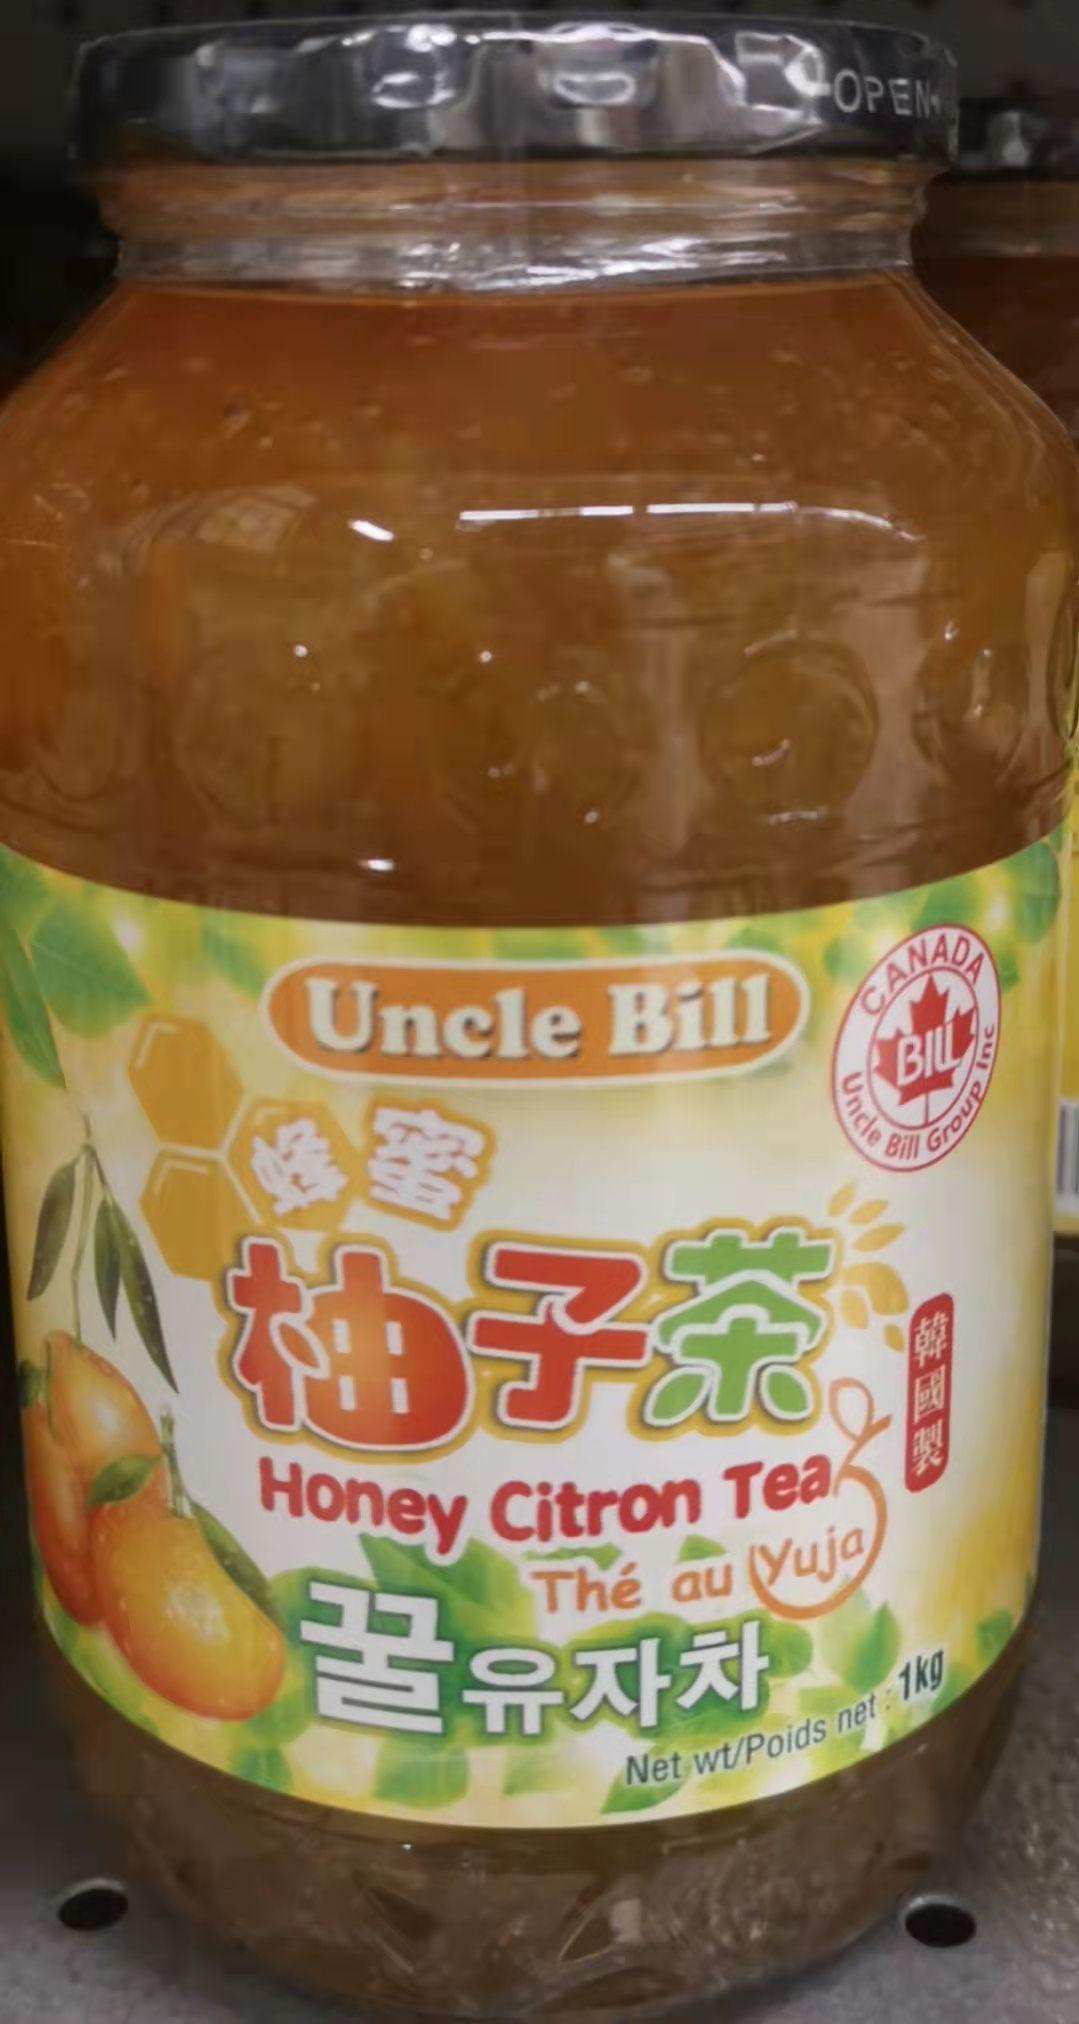 OPEN
Uncle Bill
CANADA
BILL
Uncle Bill Group Inc
蜂蜜
柚子茶
韓國製
Honey Citron Tea
Thé au Yuja
꿀유자차
Net wt/Poids net : 1kg